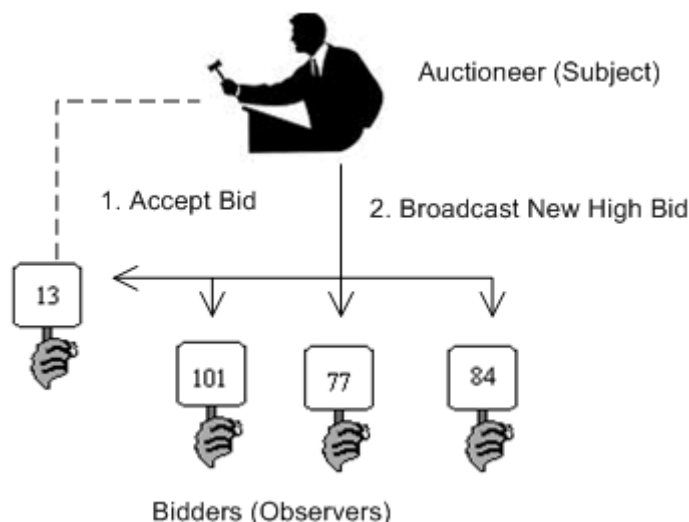 Auctioneer (Subject)
1. Accept Bid
2. Broadcast New High Bid
13
101
77
84
Bidders (Observers)